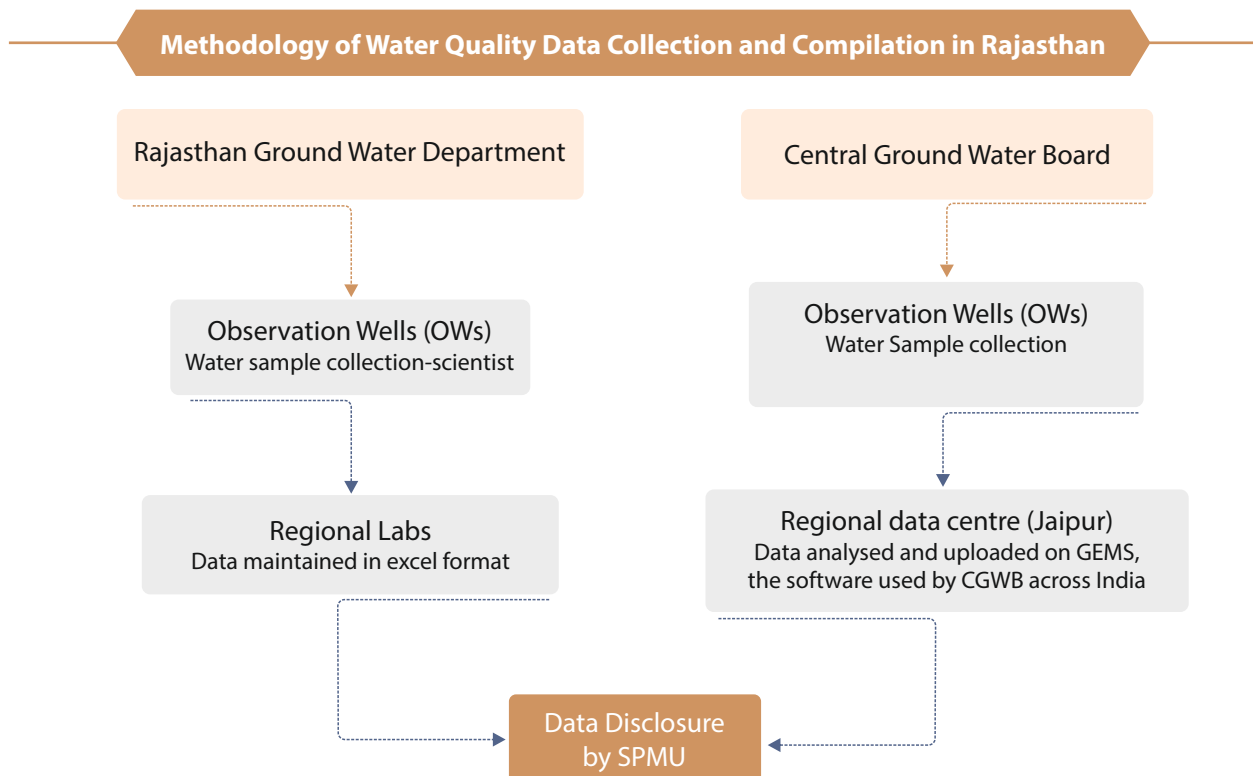 Methodology of Water Quality Data Collection and Compilation in Rajasthan
Rajasthan Ground Water Department
Central Ground Water Board
Observation Wells (OWs)
Water sample collection-scientist
Observation Wells (OWs)
Water Sample collection
Regional Labs
Data maintained in excel format
Regional data centre (Jaipur)
Data analysed and uploaded on GEMS,
the software used by CGWB across India
Data Disclosure
by SPMU